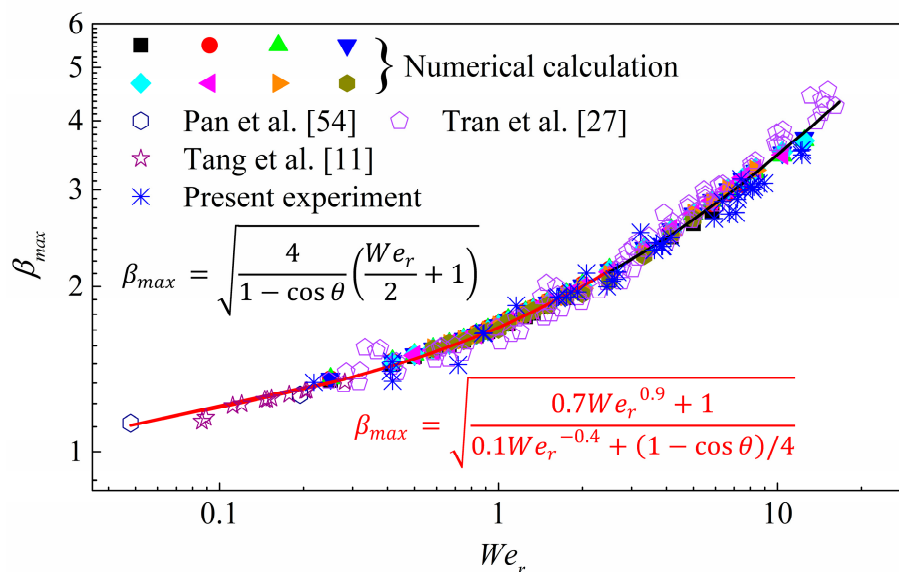 6
5
4
3
2
1
β_max
Numerical calculation
Pan et al. [54] Tran et al. [27]
Tang et al. [11]
Present experiment
β_max = √(4/(1 − cos θ) (We_r/2 + 1))
β_max = √((0.7We_r^0.9 + 1)/(0.1We_r^−0.4 + (1 − cos θ)/4))
0.1 1 10
We_r